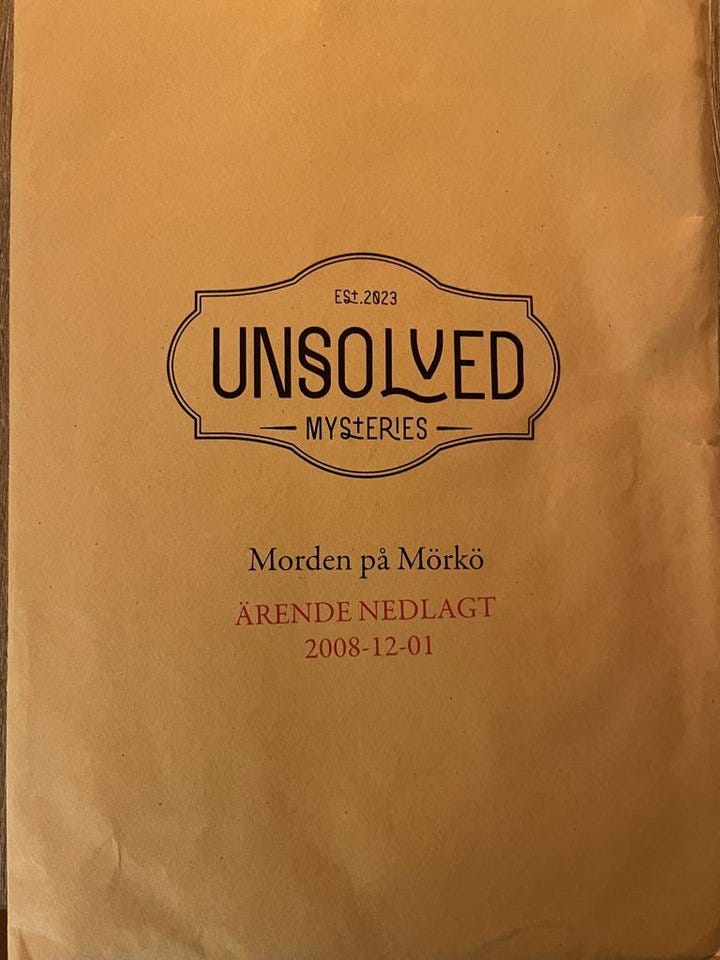 EST.2023
UNSOLVED
MYSTERIES
Morden på Mörkö
ÄRENDE NEDLAGT
2008-12-01